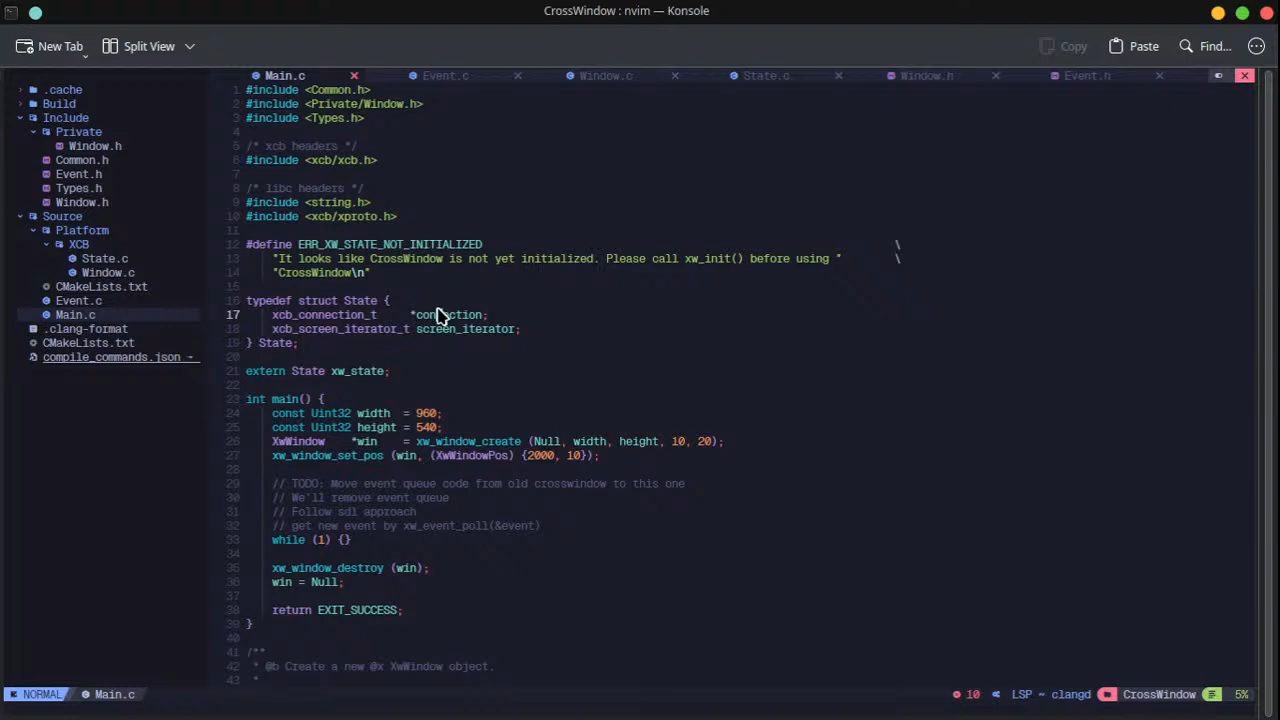 CrossWindow : nvim — Konsole
New Tab
Split View
Copy
Paste
Find...
Main.c
Event.c
Window.c
State.c
Window.h
Event.h
.cache
Build
Include
Private
Window.h
Common.h
Event.h
Types.h
Window.h
Source
Platform
XCB
State.c
Window.c
CMakeLists.txt
Event.c
Main.c
.clang-format
CMakeLists.txt
compile_commands.json
1 #include <Common.h>
2 #include <Private/Window.h>
3 #include <Types.h>
4
5 /* xcb headers */
6 #include <xcb/xcb.h>
7
8 /* libc headers */
9 #include <string.h>
10 #include <xcb/xproto.h>
11
12 #define ERR_XW_STATE_NOT_INITIALIZED \
13 "It looks like CrossWindow is not yet initialized. Please call xw_init() before using " \
14 "CrossWindow\n"
15
16 typedef struct State {
17 xcb_connection_t *connection;
18 xcb_screen_iterator_t screen_iterator;
19 } State;
20
21 extern State xw_state;
22
23 int main() {
24 const Uint32 width = 960;
25 const Uint32 height = 540;
26 XwWindow *win = xw_window_create (Null, width, height, 10, 20);
27 xw_window_set_pos (win, (XwWindowPos) {2000, 10});
28
29 // TODO: Move event queue code from old crosswindow to this one
30 // We'll remove event queue
31 // Follow sdl approach
32 // get new event by xw_event_poll(&event)
33 while (1) {}
34
35 xw_window_destroy (win);
36 win = Null;
37
38 return EXIT_SUCCESS;
39 }
40
41 /**
42 * @b Create a new @x XwWindow object.
43 *
NORMAL Main.c 10 LSP ~ clangd CrossWindow 5%